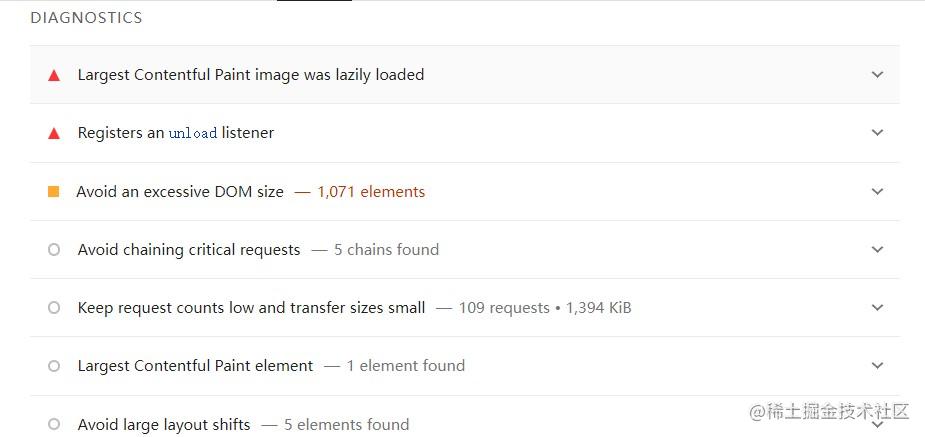 DIAGNOSTICS
Largest Contentful Paint image was lazily loaded
Registers an unload listener
Avoid an excessive DOM size — 1,071 elements
Avoid chaining critical requests — 5 chains found
Keep request counts low and transfer sizes small — 109 requests • 1,394 KiB
Largest Contentful Paint element — 1 element found
Avoid large layout shifts — 5 elements found
@稀土掘金技术社区